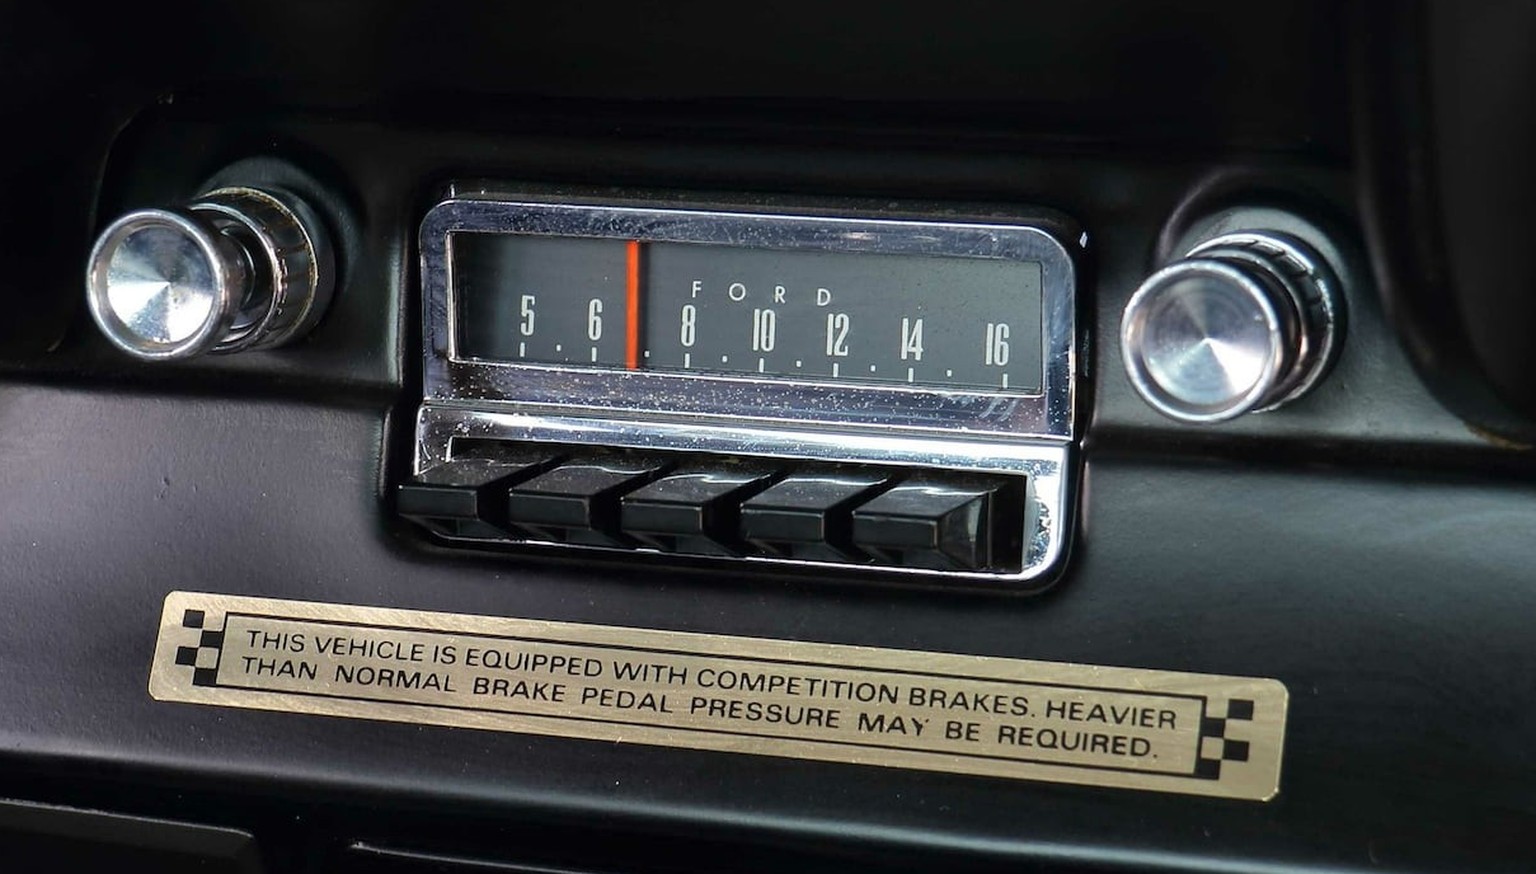 FORD
5 6 8 10 12 14 16
THIS VEHICLE IS EQUIPPED WITH COMPETITION BRAKES. HEAVIER
THAN NORMAL BRAKE PEDAL PRESSURE MAY BE REQUIRED.